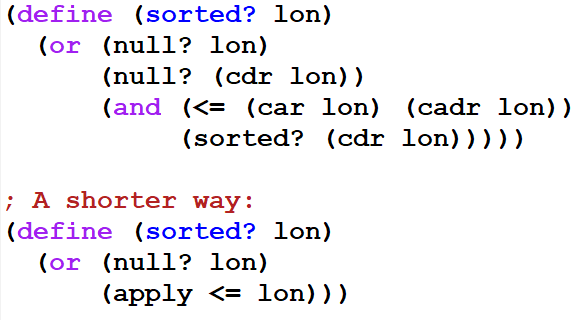 (define (sorted? lon)
  (or (null? lon)
      (null? (cdr lon))
      (and (<= (car lon) (cadr lon))
           (sorted? (cdr lon)))))
; A shorter way:
(define (sorted? lon)
  (or (null? lon)
      (apply <= lon)))